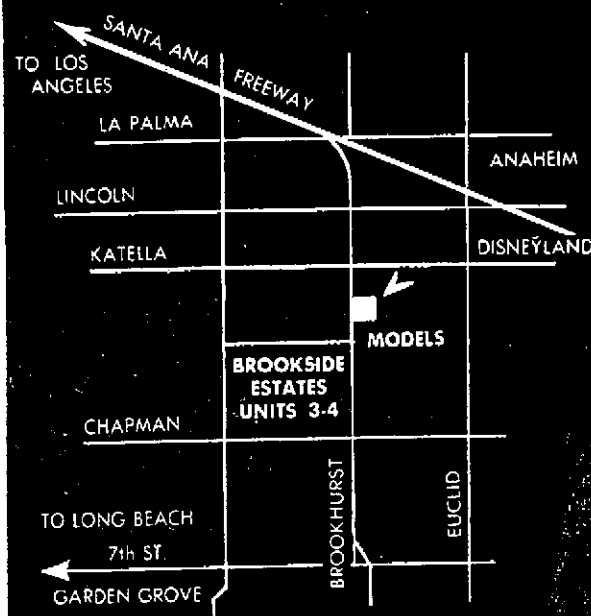 SANTA ANA FREEWAY
TO LOS
ANGELES
LA PALMA
ANAHEIM
LINCOLN
KATELLA
DISNEYLAND
MODELS
BROOKSIDE
ESTATES
UNITS 3-4
CHAPMAN
BROOKHURST
EUCLID
TO LONG BEACH
7th ST.
GARDEN GROVE